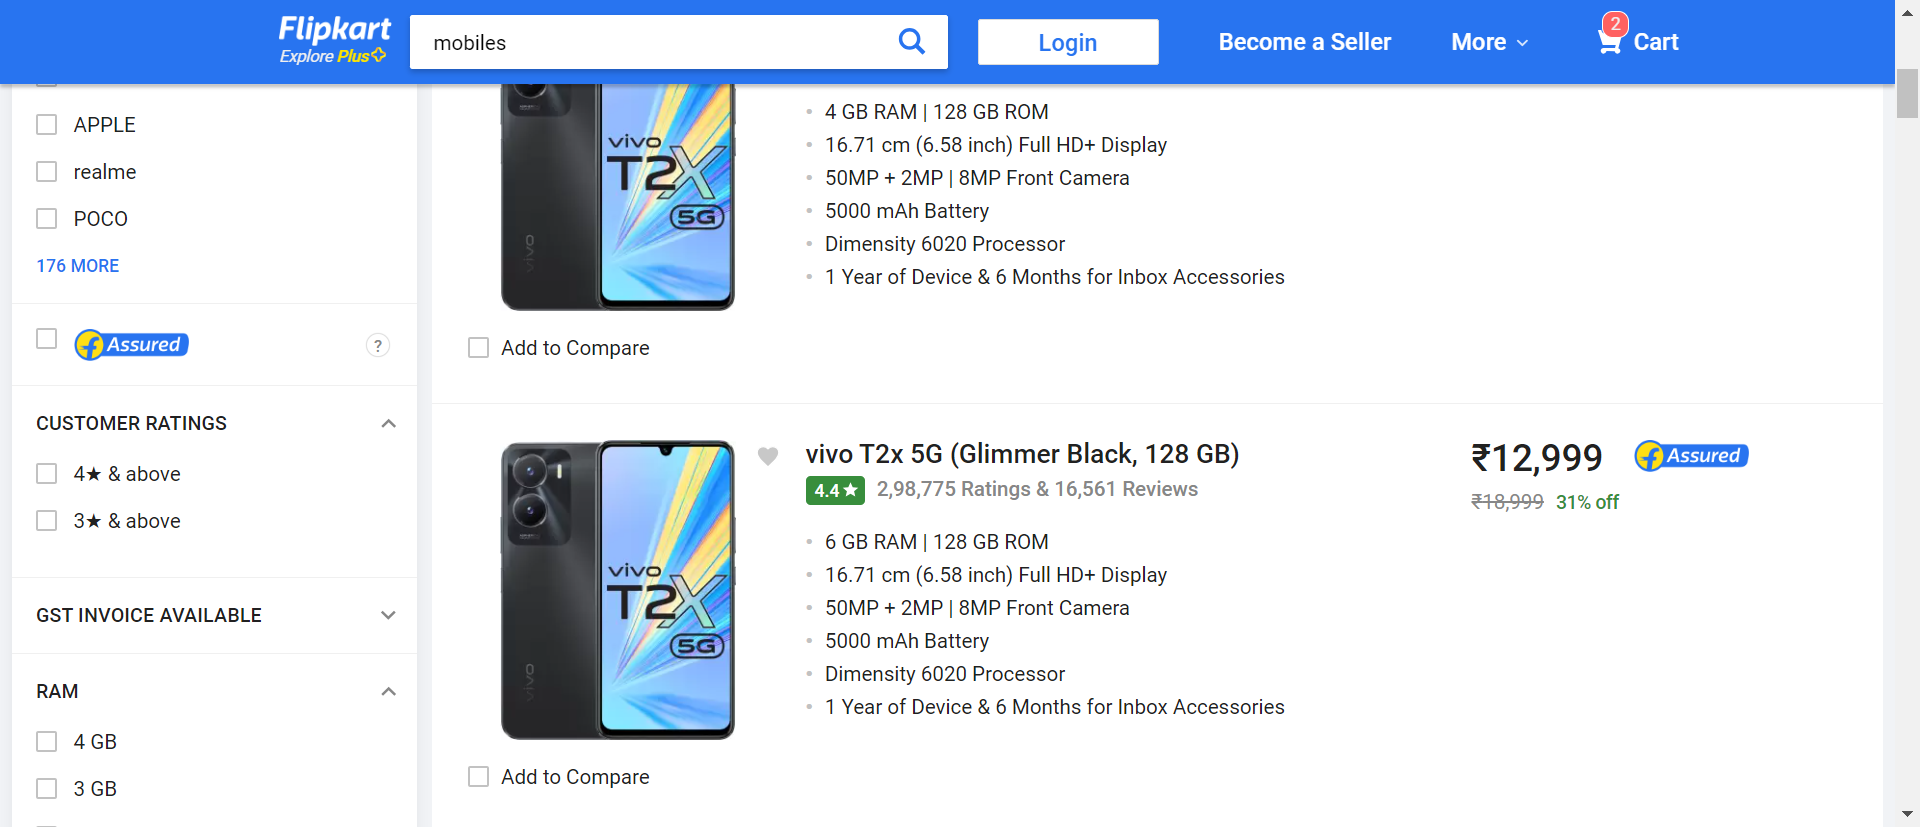 Flipkart
Explore Plus
mobiles
Login
Become a Seller
More
2
Cart
APPLE
realme
POCO
176 MORE
Assured
?
CUSTOMER RATINGS
4★ & above
3★ & above
GST INVOICE AVAILABLE
RAM
4 GB
3 GB
vivo
T2X
5G
vivo
4 GB RAM | 128 GB ROM
16.71 cm (6.58 inch) Full HD+ Display
50MP + 2MP | 8MP Front Camera
5000 mAh Battery
Dimensity 6020 Processor
1 Year of Device & 6 Months for Inbox Accessories
Add to Compare
vivo
T2X
5G
vivo
vivo T2x 5G (Glimmer Black, 128 GB)
4.4★ 2,98,775 Ratings & 16,561 Reviews
6 GB RAM | 128 GB ROM
16.71 cm (6.58 inch) Full HD+ Display
50MP + 2MP | 8MP Front Camera
5000 mAh Battery
Dimensity 6020 Processor
1 Year of Device & 6 Months for Inbox Accessories
₹12,999
Assured
₹18,999 31% off
Add to Compare